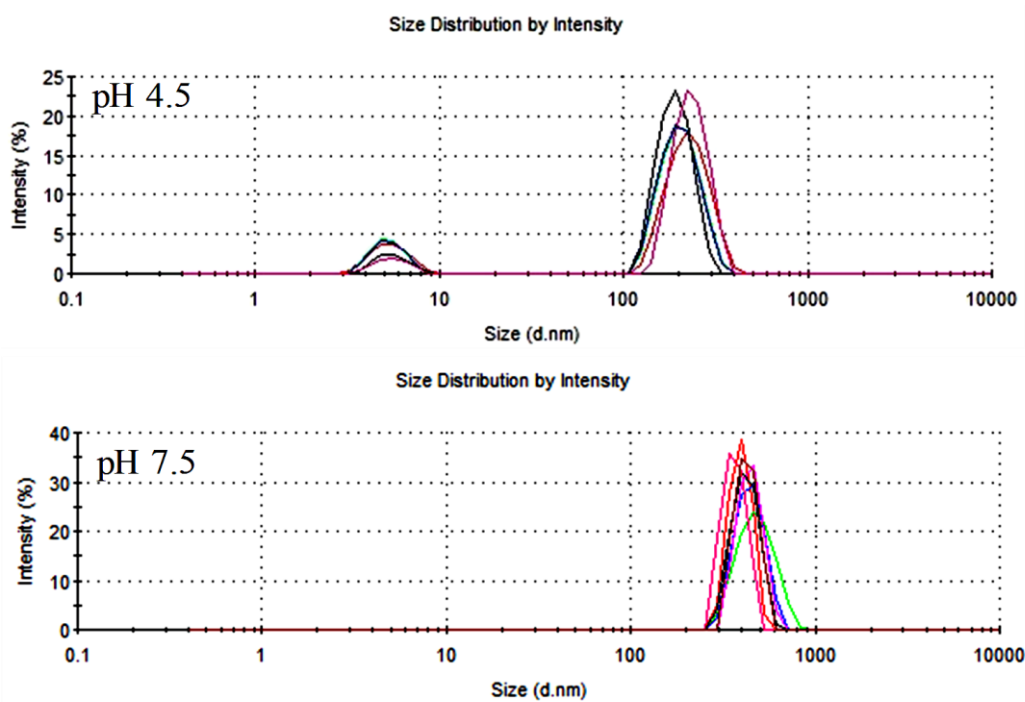 Size Distribution by Intensity
pH 4.5
Intensity (%)
25
20
15
10
5
0
0.1 1 10 100 1000 10000
Size (d.nm)
Size Distribution by Intensity
pH 7.5
Intensity (%)
40
30
20
10
0
0.1 1 10 100 1000 10000
Size (d.nm)